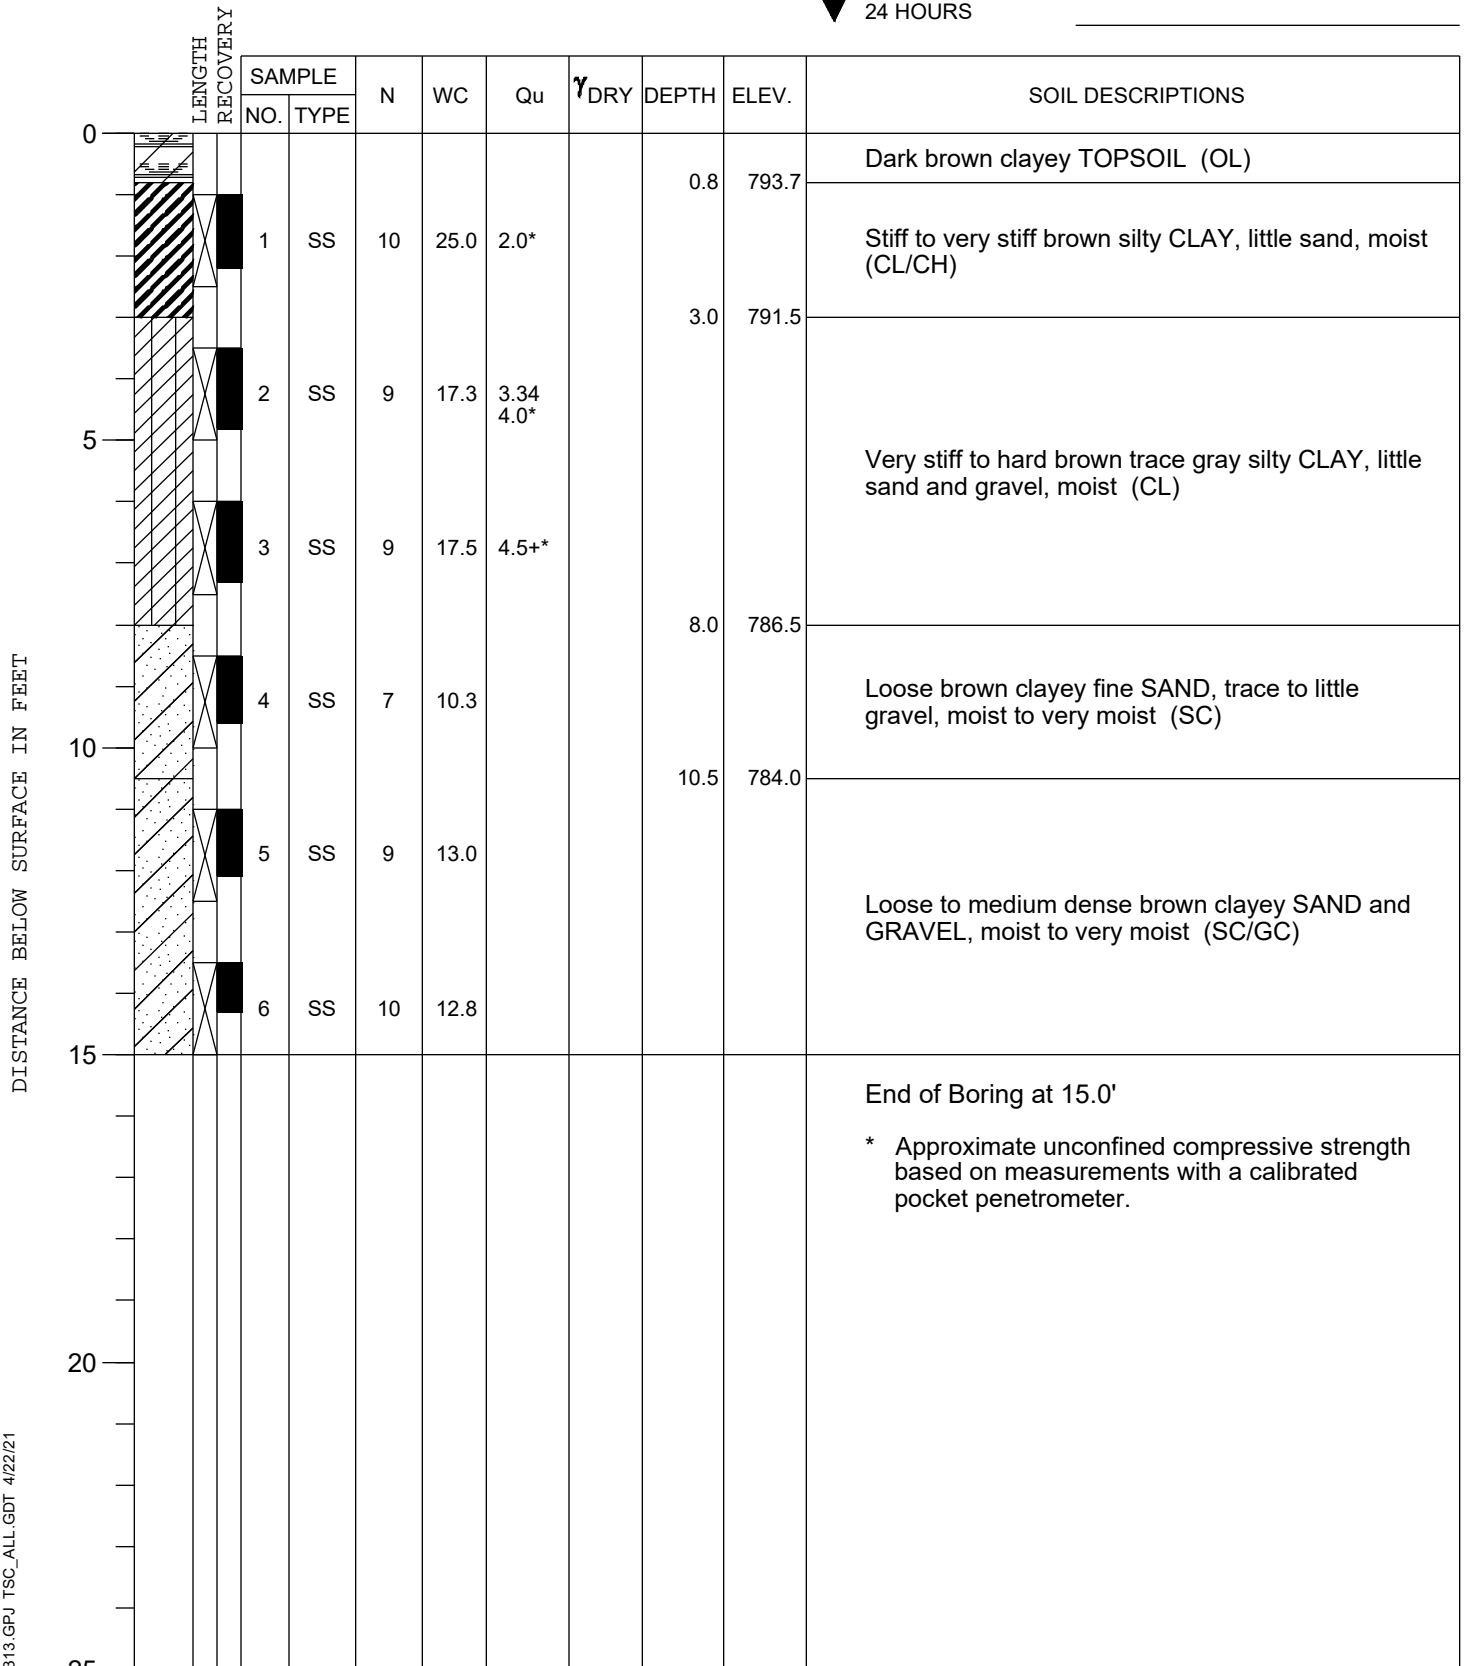 24 HOURS
LENGTH
RECOVERY
SAMPLE
NO. TYPE
N
WC
Qu
γDRY
DEPTH
ELEV.
SOIL DESCRIPTIONS
0
Dark brown clayey TOPSOIL (OL)
0.8 793.7
1 SS 10 25.0 2.0*
Stiff to very stiff brown silty CLAY, little sand, moist
(CL/CH)
3.0 791.5
2 SS 9 17.3 3.34
4.0*
5
Very stiff to hard brown trace gray silty CLAY, little
sand and gravel, moist (CL)
3 SS 9 17.5 4.5+*
8.0 786.5
4 SS 7 10.3
Loose brown clayey fine SAND, trace to little
gravel, moist to very moist (SC)
10
10.5 784.0
5 SS 9 13.0
Loose to medium dense brown clayey SAND and
GRAVEL, moist to very moist (SC/GC)
6 SS 10 12.8
15
End of Boring at 15.0'
* Approximate unconfined compressive strength
based on measurements with a calibrated
pocket penetrometer.
20
DISTANCE BELOW SURFACE IN FEET
313.GPJ TSC_ALL.GDT 4/22/21